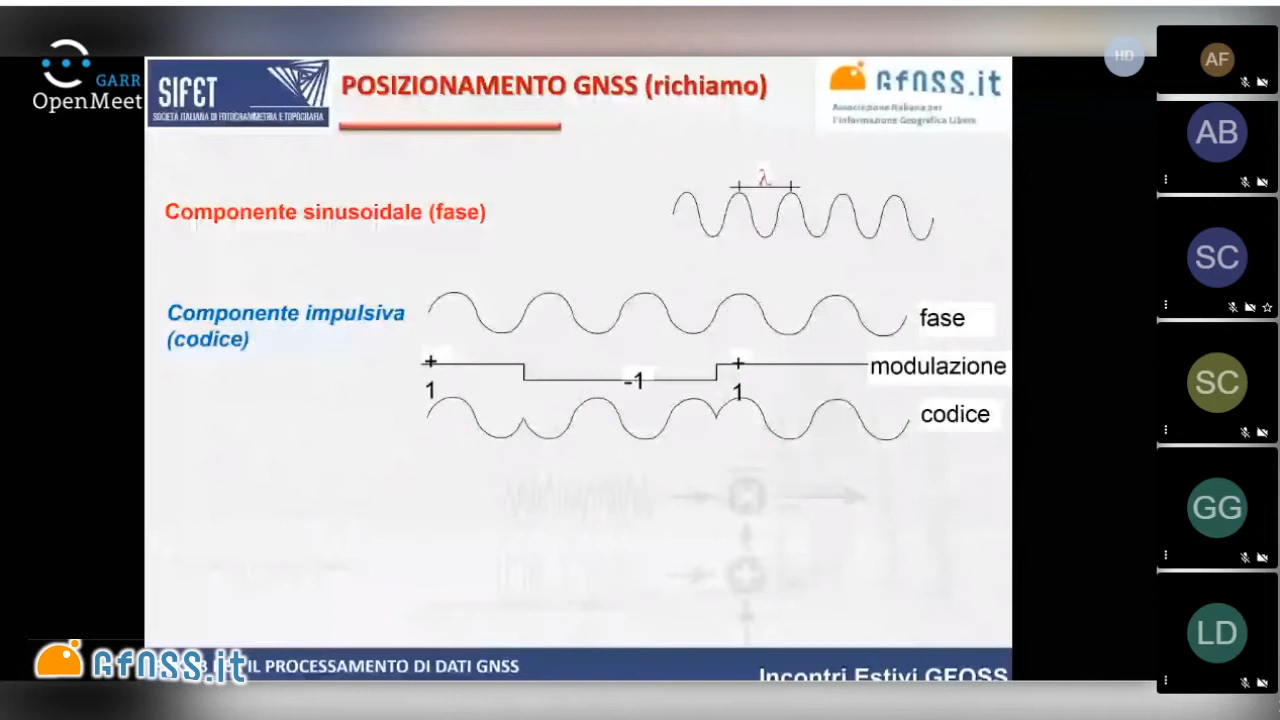 GARR
OpenMeet
SIFET
SOCIETÀ ITALIANA DI FOTOGRAMMETRIA E TOPOGRAFIA
POSIZIONAMENTO GNSS (richiamo)
GFOSS.it
Associazione Italiana per
l'Informazione Geografica Libera
HD
AF
AB
SC
SC
GG
LD
λ
Componente sinusoidale (fase)
Componente impulsiva
(codice)
fase
+
1
-1
+
1
modulazione
codice
GFOSS.it
IL PROCESSAMENTO DI DATI GNSS
Incontri Estivi GFOSS